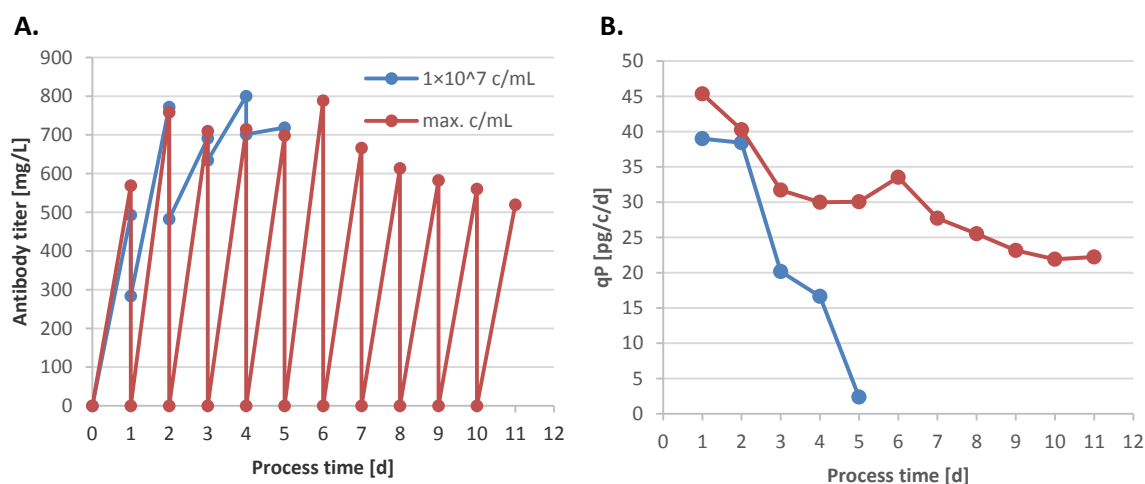 A.
900
800
700
600
500
400
300
200
100
0
Antibody titer [mg/L]
1×10^7 c/mL
max. c/mL
0 1 2 3 4 5 6 7 8 9 10 11 12
Process time [d]
B.
50
45
40
35
30
25
20
15
10
5
0
qP [pg/c/d]
0 1 2 3 4 5 6 7 8 9 10 11 12
Process time [d]